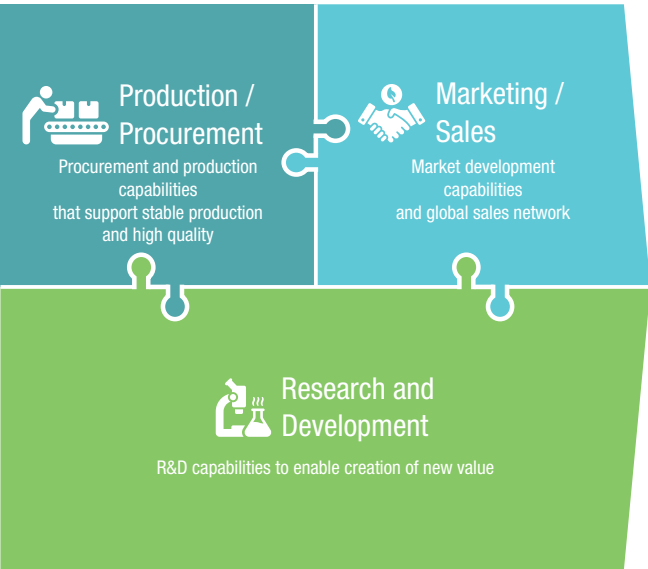 Production /
Procurement
Procurement and production
capabilities
that support stable production
and high quality
Marketing /
Sales
Market development
capabilities
and global sales network
Research and
Development
R&D capabilities to enable creation of new value